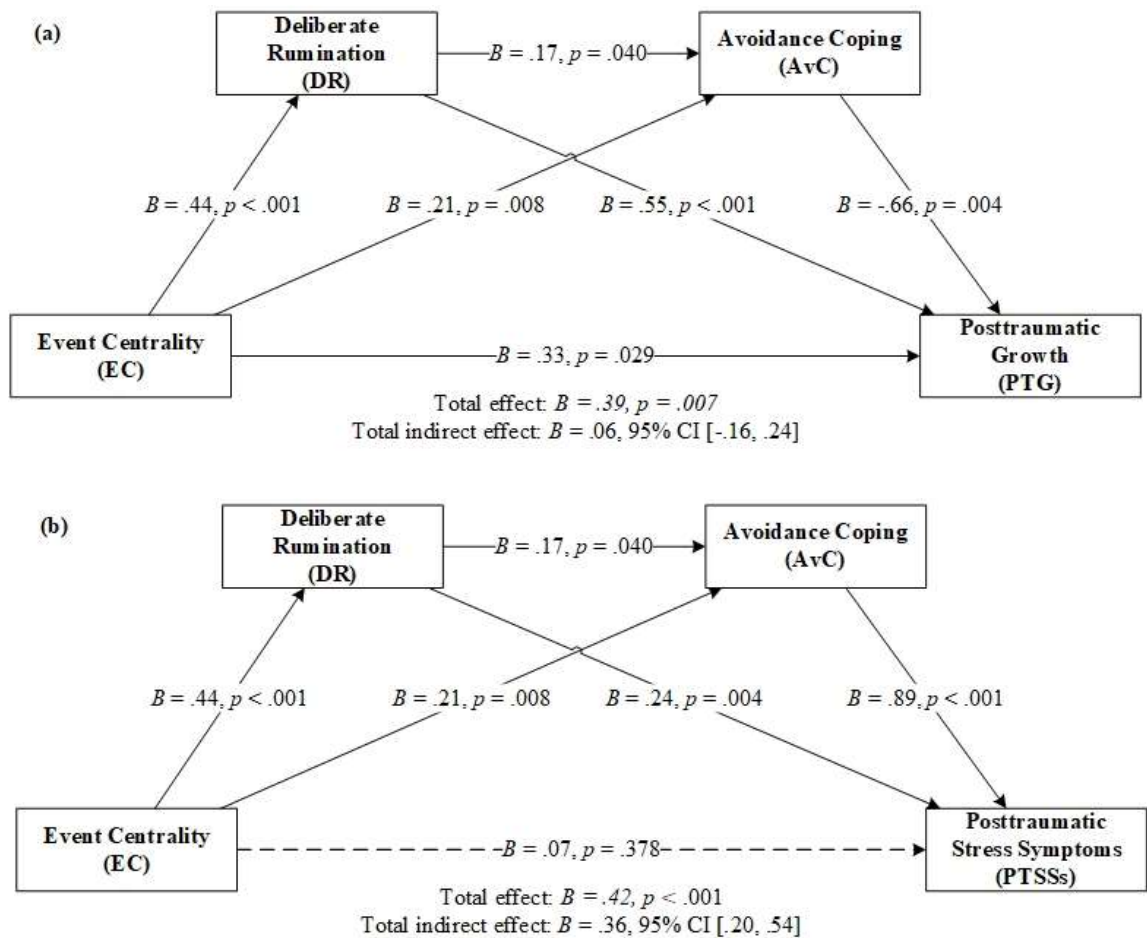 (a)
Deliberate
Rumination
(DR)
B = .17, p = .040
Avoidance Coping
(AvC)
B = .44, p < .001
B = .21, p = .008
B = .55, p < .001
B = -.66, p = .004
Event Centrality
(EC)
B = .33, p = .029
Posttraumatic
Growth
(PTG)
Total effect: B = .39, p = .007
Total indirect effect: B = .06, 95% CI [-.16, .24]
(b)
Deliberate
Rumination
(DR)
B = .17, p = .040
Avoidance Coping
(AvC)
B = .44, p < .001
B = .21, p = .008
B = .24, p = .004
B = .89, p < .001
Event Centrality
(EC)
B = .07, p = .378
Posttraumatic
Stress Symptoms
(PTSSs)
Total effect: B = .42, p < .001
Total indirect effect: B = .36, 95% CI [.20, .54]